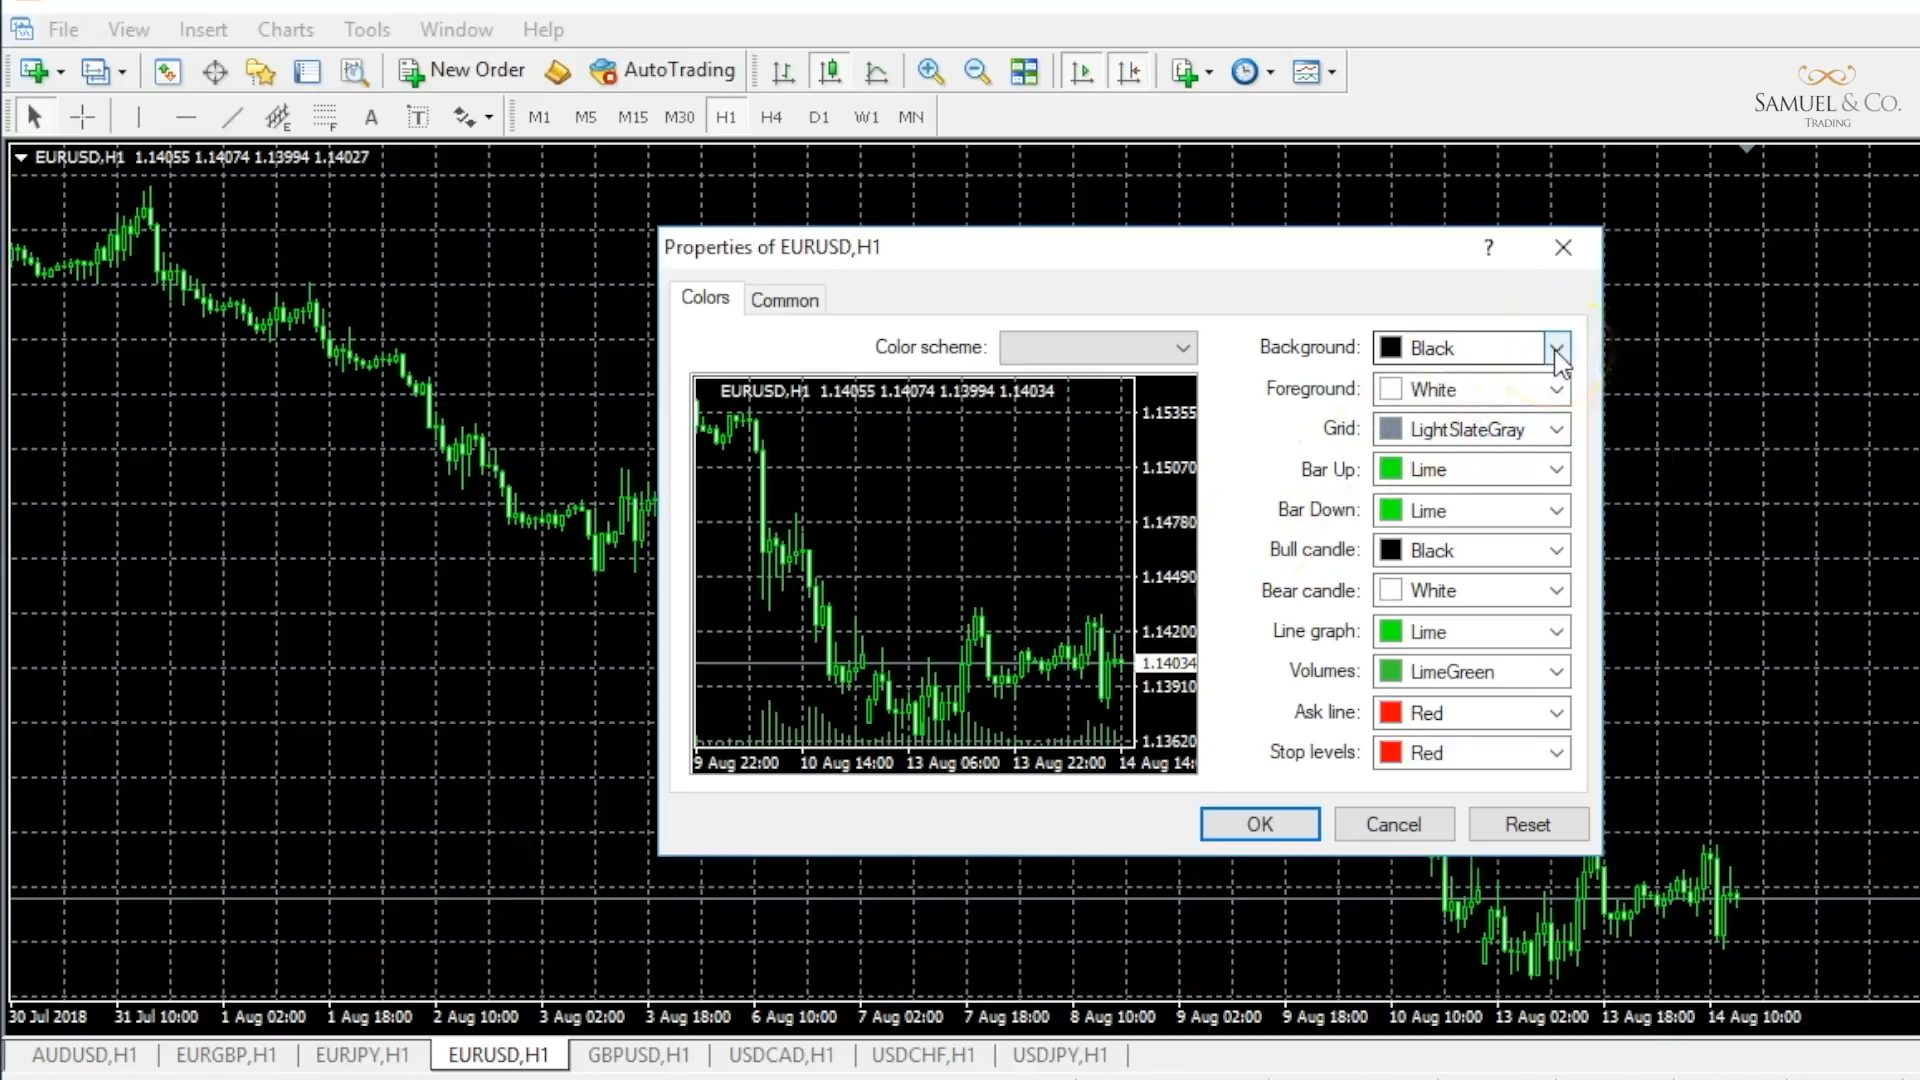 File View Insert Charts Tools Window Help
New Order AutoTrading
SAMUEL & CO.
TRADING
E F A T M1 M5 M15 M30 H1 H4 D1 W1 MN
EURUSD,H1 1.14055 1.14074 1.13994 1.14027
Properties of EURUSD,H1 ?
Colors Common
Color scheme:
Background: Black
Foreground: White
Grid: LightSlateGray
Bar Up: Lime
Bar Down: Lime
Bull candle: Black
Bear candle: White
Line graph: Lime
Volumes: LimeGreen
Ask line: Red
Stop levels: Red
EURUSD,H1 1.14055 1.14074 1.13994 1.14034
1.15355
1.15070
1.14780
1.14490
1.14200
1.14034
1.13910
1.13620
9 Aug 22:00 10 Aug 14:00 13 Aug 06:00 13 Aug 22:00 14 Aug 14:
OK Cancel Reset
30 Jul 2018 31 Jul 10:00 1 Aug 02:00 1 Aug 18:00 2 Aug 10:00 3 Aug 02:00 3 Aug 18:00 6 Aug 10:00 7 Aug 02:00 7 Aug 18:00 8 Aug 10:00 9 Aug 02:00 9 Aug 18:00 10 Aug 10:00 13 Aug 02:00 13 Aug 18:00 14 Aug 10:00
AUDUSD,H1 EURGBP,H1 EURJPY,H1 EURUSD,H1 GBPUSD,H1 USDCAD,H1 USDCHF,H1 USDJPY,H1